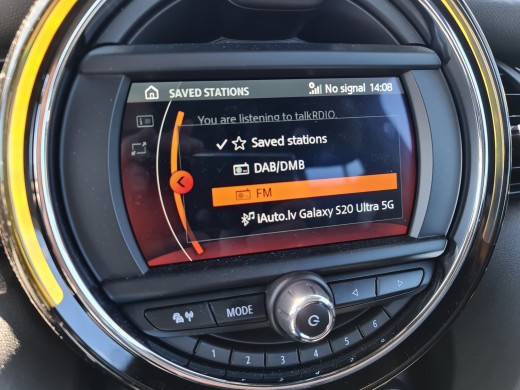 SAVED STATIONS No signal 14:08
You are listening to talkRDIO.
Saved stations
DAB/DMB
FM
iAuto.lv Galaxy S20 Ultra 5G
MODE
1 2 3 4 5 6